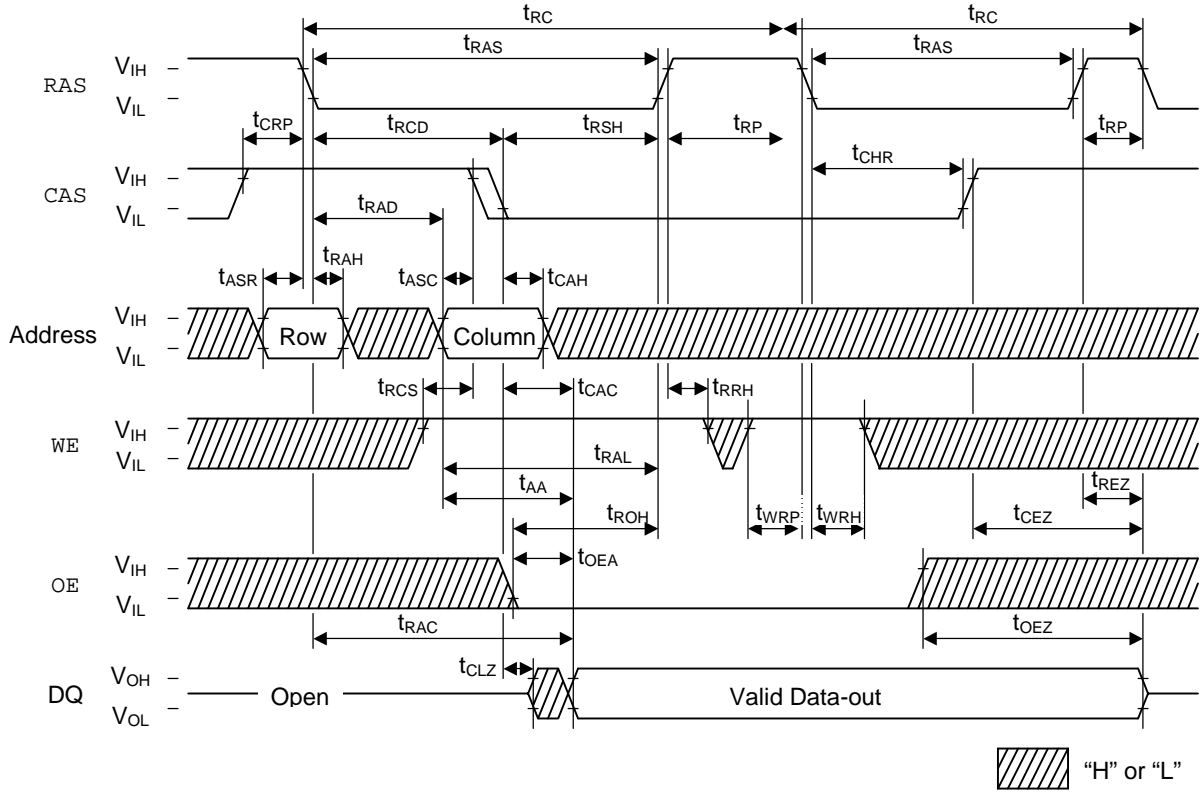 tRC tRC
tRAS tRAS
RAS VIH
VIL
tCRP tRCD tRSH tRP tRP
tCHR
CAS VIH
VIL
tRAD
tASR tRAH tASC tCAH
Address VIH
VIL
Row Column
tRCS tCAC tRRH
WE VIH
VIL
tRAL
tAA tREZ
tROH tWRP tWRH tCEZ
tOEA
OE VIH
VIL
tRAC tOEZ
tCLZ
DQ VOH
VOL
Open Valid Data-out
“H” or “L”